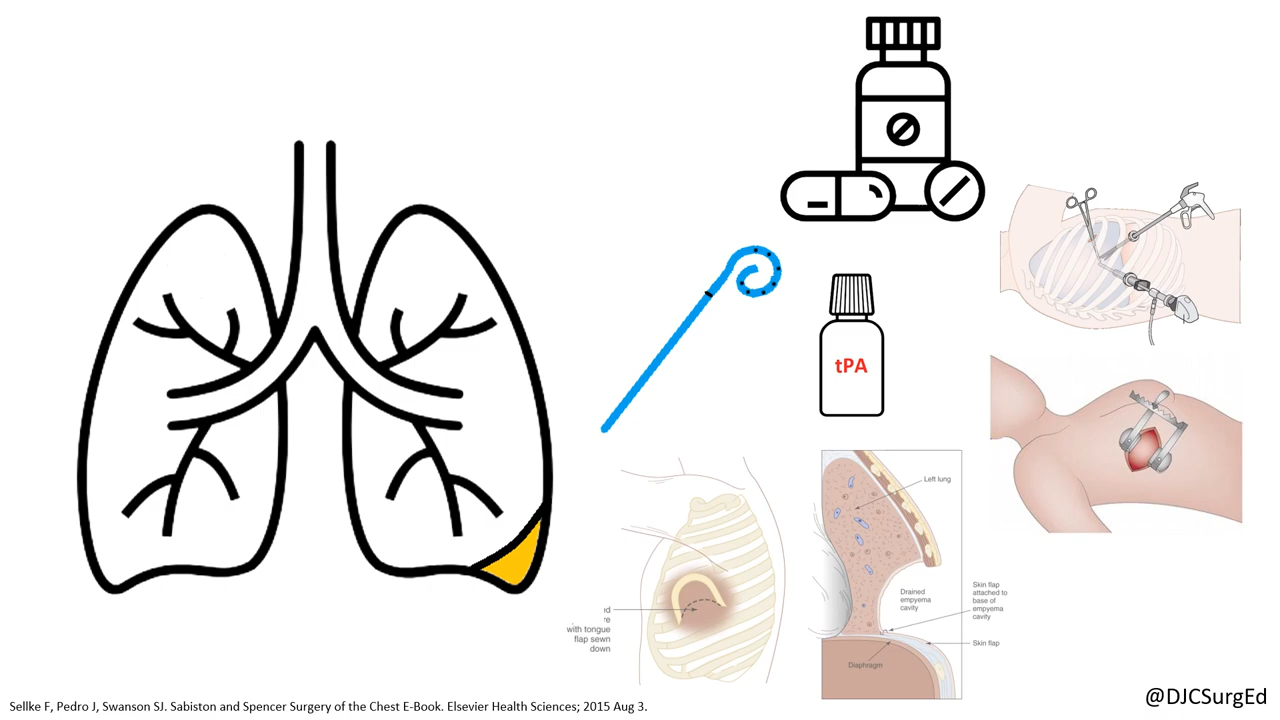 tPA
Left lung
Drained
empyema
cavity
Skin flap
attached to
base of
empyema
cavity
Skin flap
Diaphragm
with tongue
flap sewn
down
Sellke F, Pedro J, Swanson SJ. Sabiston and Spencer Surgery of the Chest E-Book. Elsevier Health Sciences; 2015 Aug 3.
@DJCSurgEd